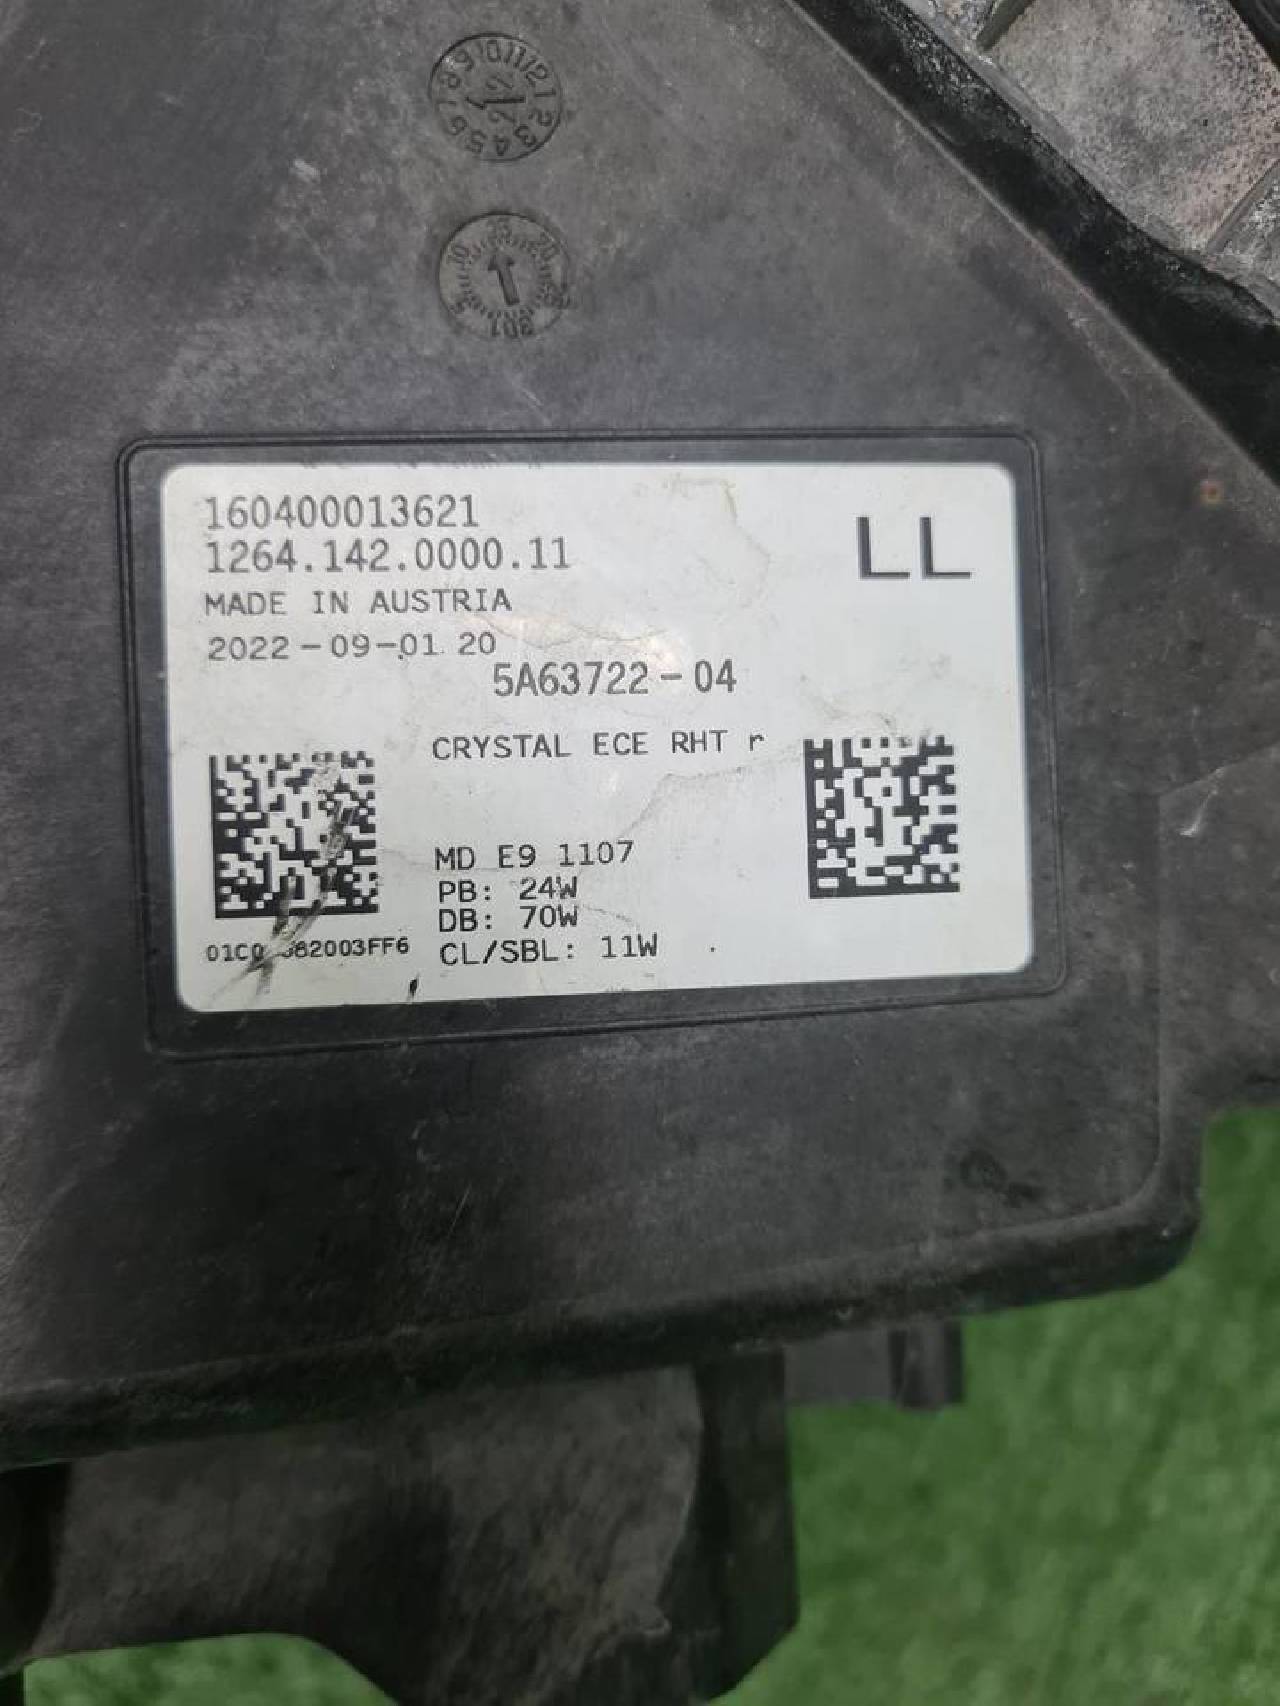 160400013621
1264.142.0000.11
LL
MADE IN AUSTRIA
2022-09-01 20
5A63722-04
CRYSTAL ECE RHT r
MD E9 1107
PB: 24W
DB: 70W
CL/SBL: 11W